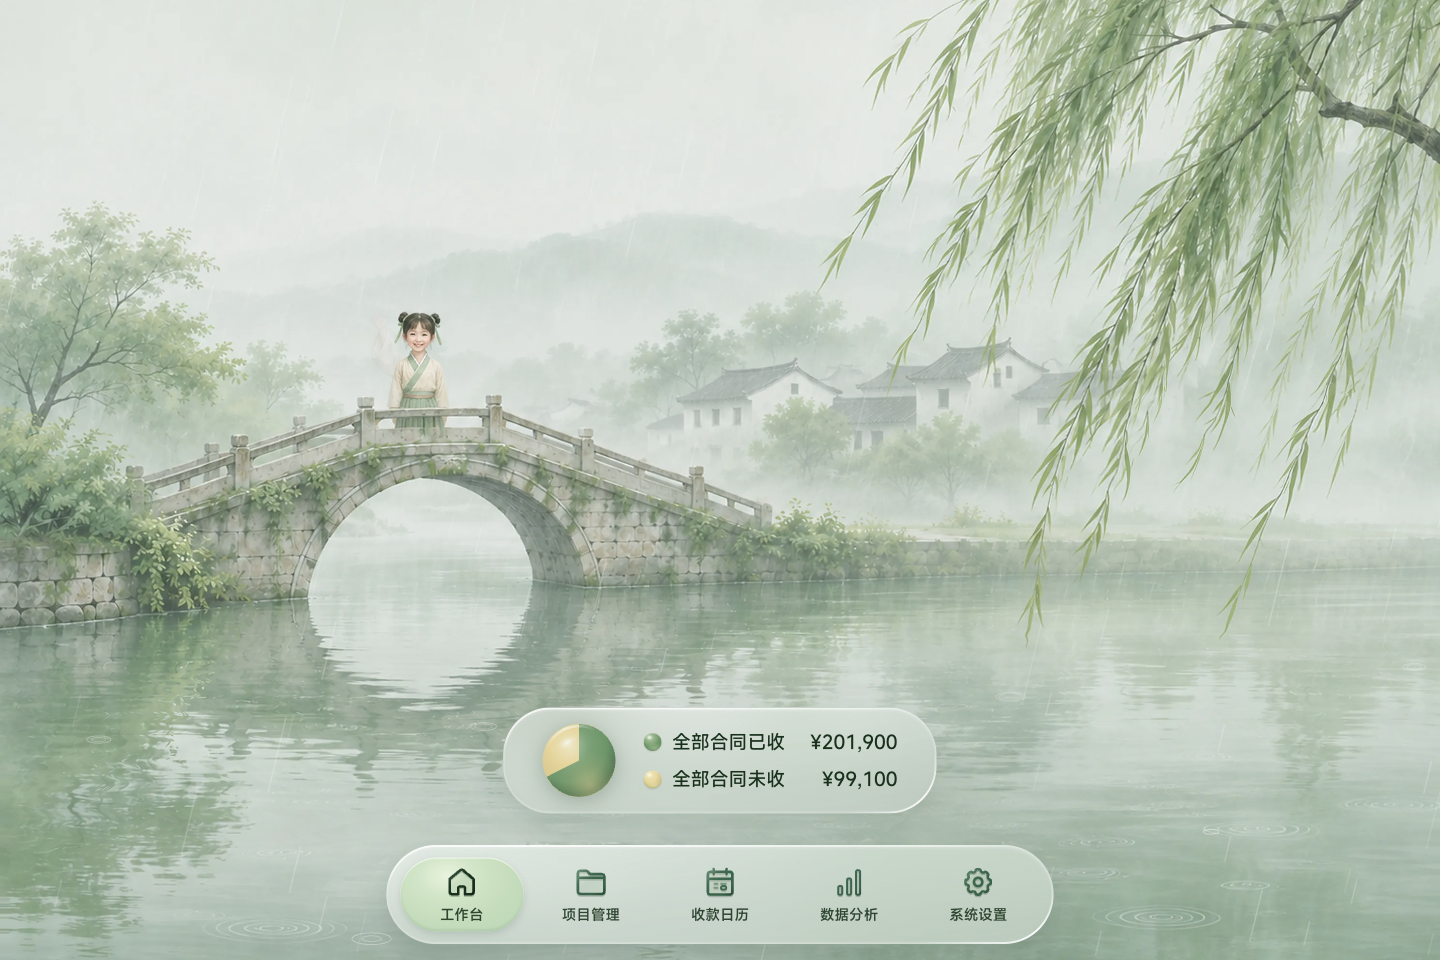 全部合同已收 ¥201,900
全部合同未收 ¥99,100
工作台 项目管理 收款日历 数据分析 系统设置